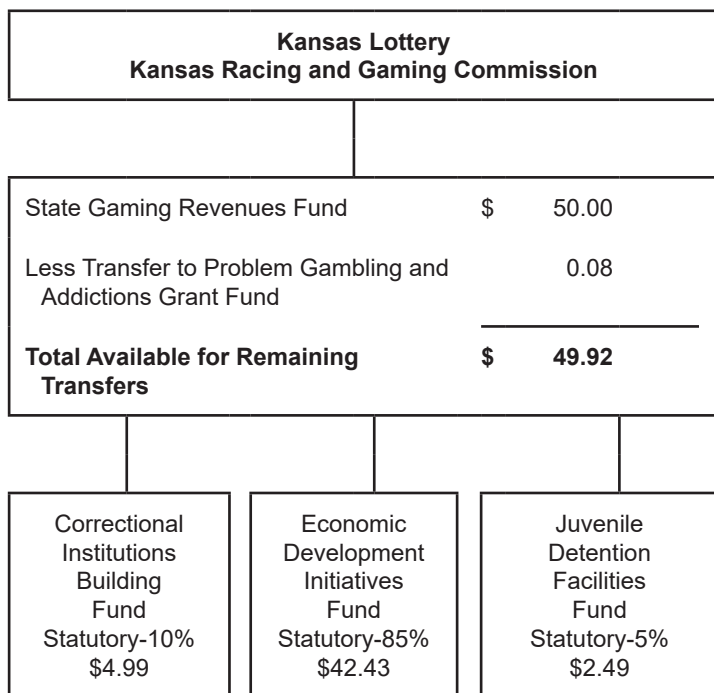 Kansas Lottery
Kansas Racing and Gaming Commission
State Gaming Revenues Fund $ 50.00
Less Transfer to Problem Gambling and 0.08
Addictions Grant Fund
Total Available for Remaining $ 49.92
Transfers
Correctional
Institutions
Building
Fund
Statutory-10%
$4.99
Economic
Development
Initiatives
Fund
Statutory-85%
$42.43
Juvenile
Detention
Facilities
Fund
Statutory-5%
$2.49